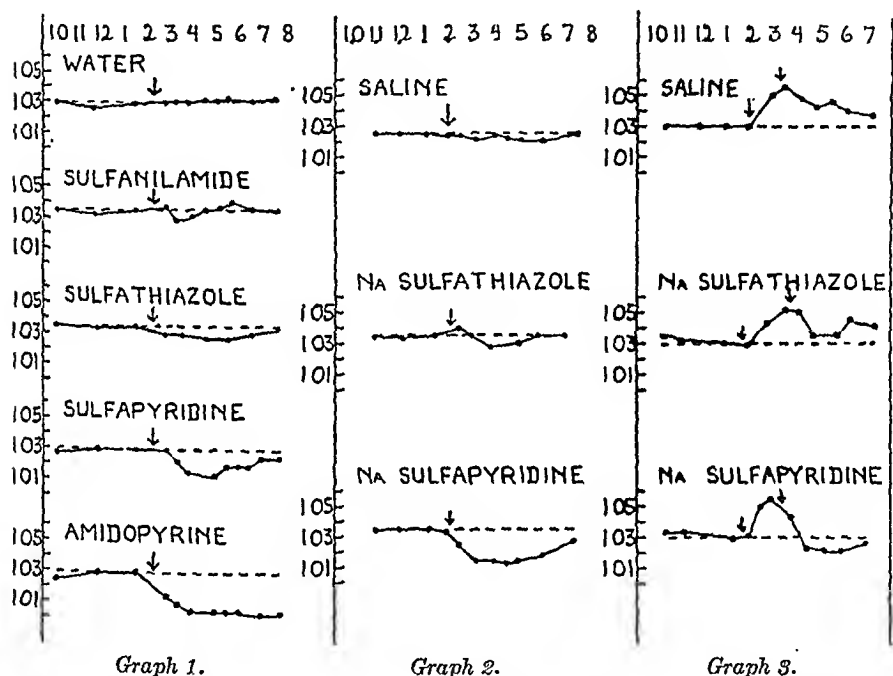 10 11 12 1 2 3 4 5 6 7 8
105
WATER
103
101
105
SULFANILAMIDE
103
101
105
SULFATHIAZOLE
103
101
105
SULFAPYRIDINE
103
101
105
AMIDOPYRINE
103
101
Graph 1.
10 11 12 1 2 3 4 5 6 7 8
105
SALINE
103
101
105
NA SULFATHIAZOLE
103
101
105
NA SULFAPYRIDINE
103
101
Graph 2.
10 11 12 1 2 3 4 5 6 7
105
SALINE
103
101
NA SULFATHIAZOLE
105
103
101
NA SULFAPYRIDINE
105
103
101
Graph 3.